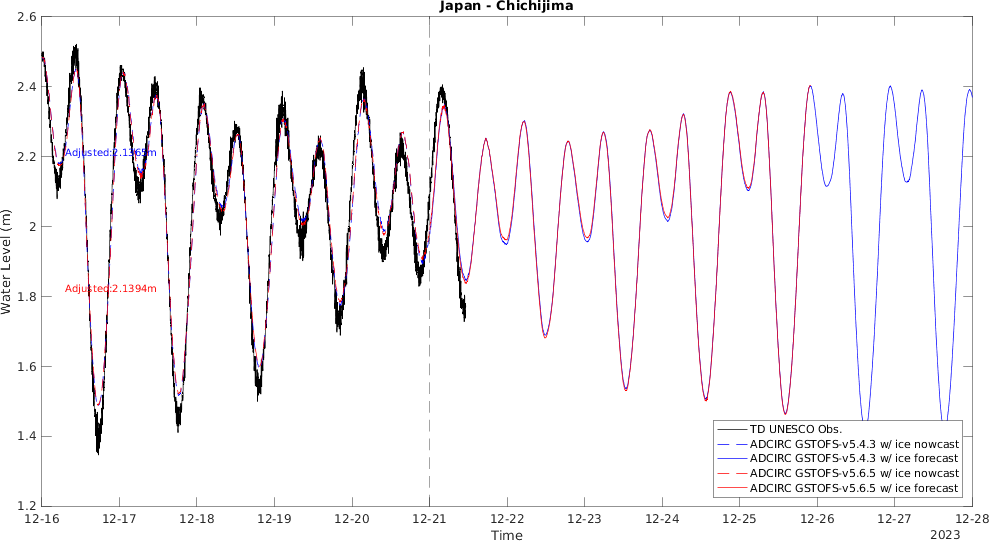 Japan - Chichijima
2.6
2.4
2.2
2
1.8
1.6
1.4
1.2
Water Level (m)
Adjusted:2.1365m
Adjusted:2.1394m
TD UNESCO Obs.
ADCIRC GSTOFS-v5.4.3 w/ ice nowcast
ADCIRC GSTOFS-v5.4.3 w/ ice forecast
ADCIRC GSTOFS-v5.6.5 w/ ice nowcast
ADCIRC GSTOFS-v5.6.5 w/ ice forecast
12-16 12-17 12-18 12-19 12-20 12-21 12-22 12-23 12-24 12-25 12-26 12-27 12-28
Time
2023